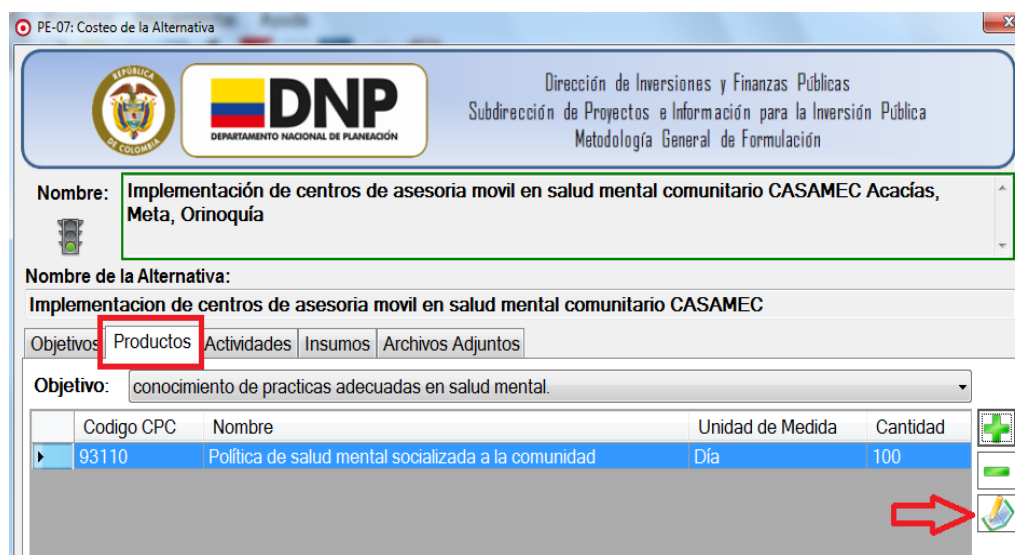 PE-07: Costeo de la Alternativa
REPÚBLICA
DE COLOMBIA
DNP
DEPARTAMENTO NACIONAL DE PLANEACIÓN
Dirección de Inversiones y Finanzas Públicas
Subdirección de Proyectos e Información para la Inversión Pública
Metodología General de Formulación
Nombre:
Implementación de centros de asesoria movil en salud mental comunitario CASAMEC Acacías,
Meta, Orinoquía
Nombre de la Alternativa:
Implementacion de centros de asesoria movil en salud mental comunitario CASAMEC
Objetivos Productos Actividades Insumos Archivos Adjuntos
Objetivo: conocimiento de practicas adecuadas en salud mental.
Codigo CPC Nombre Unidad de Medida Cantidad
93110 Política de salud mental socializada a la comunidad Día 100